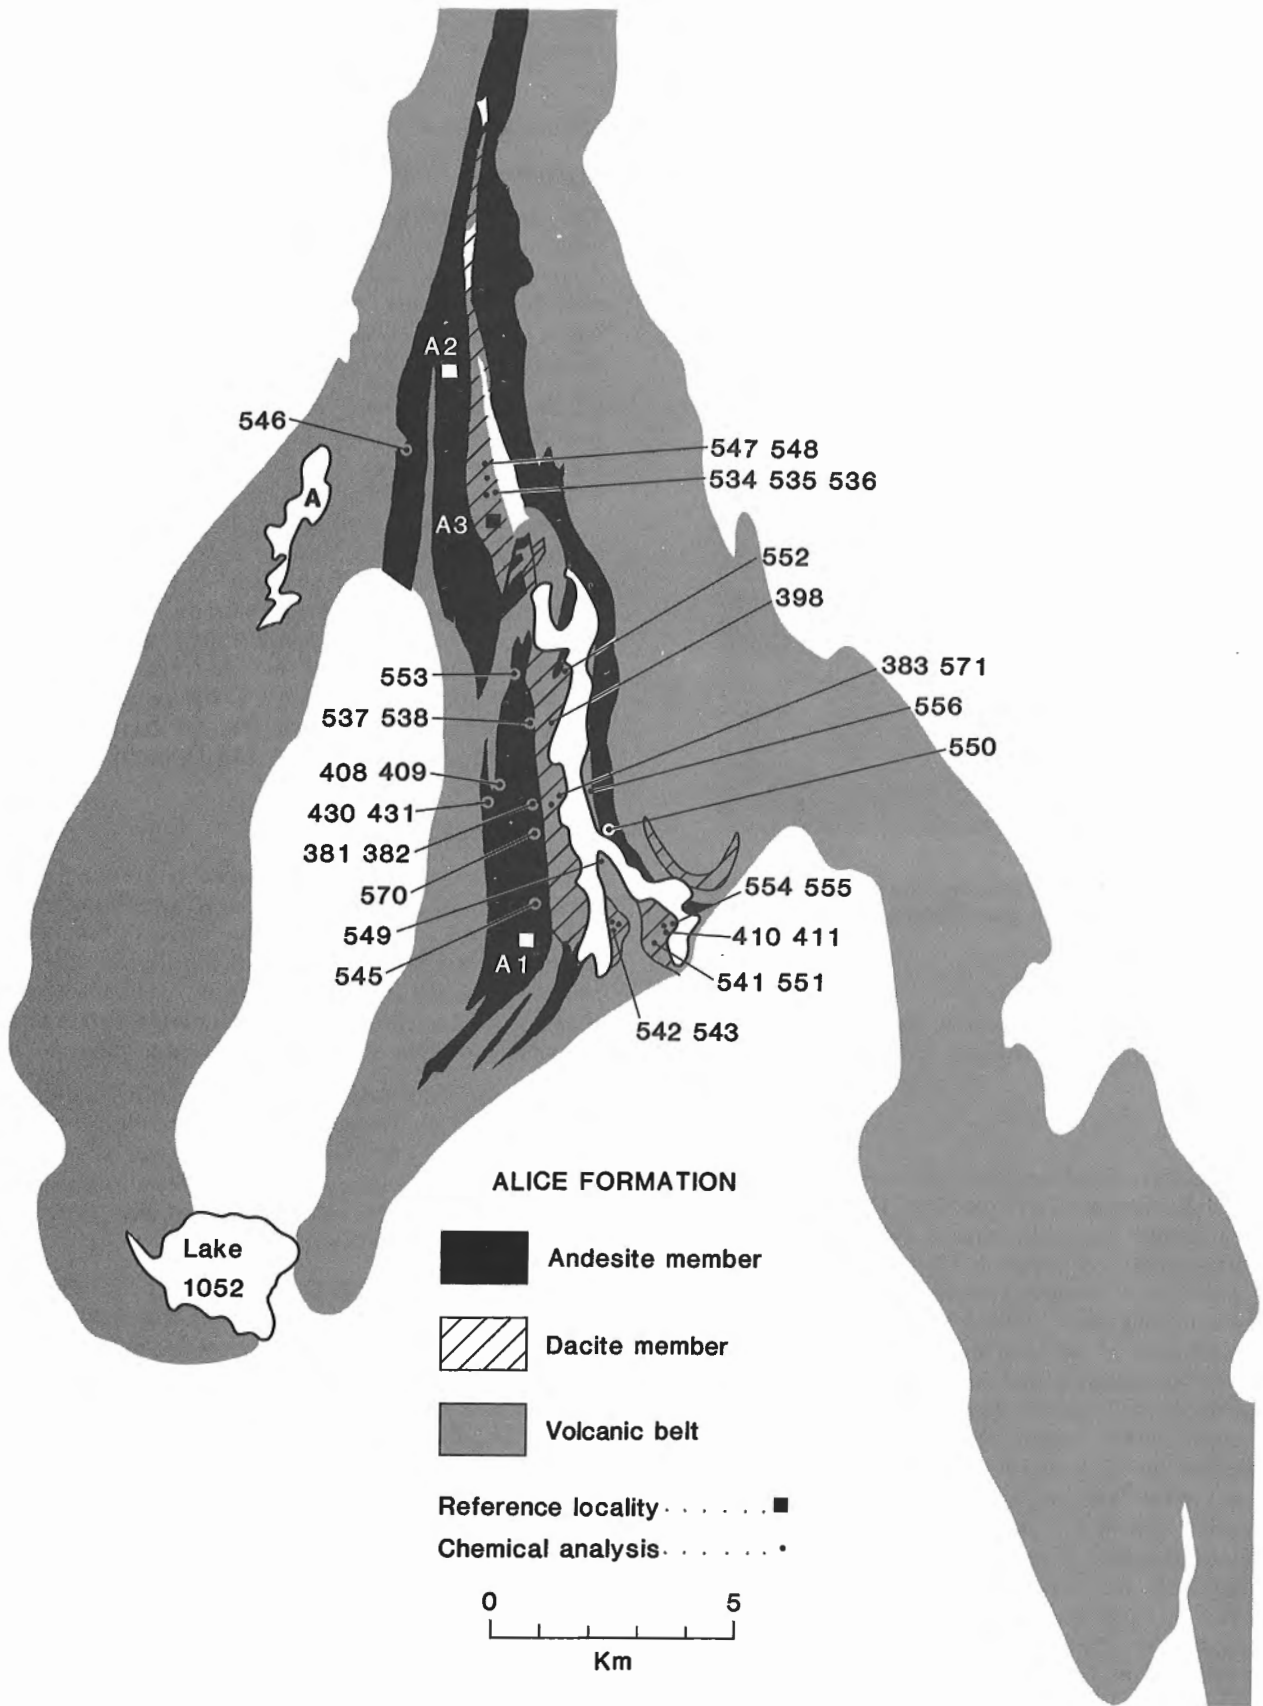 A2
546
547 548
A
534 535 536
A3
552
398
553
383 571
537 538
556
550
408 409
430 431
381 382
570
554 555
549
410 411
A1
545
541 551
542 543
ALICE FORMATION
Andesite member
Lake
1052
Dacite member
Volcanic belt
Reference locality . . . . . . ■
Chemical analysis . . . . . . •
0 5
Km